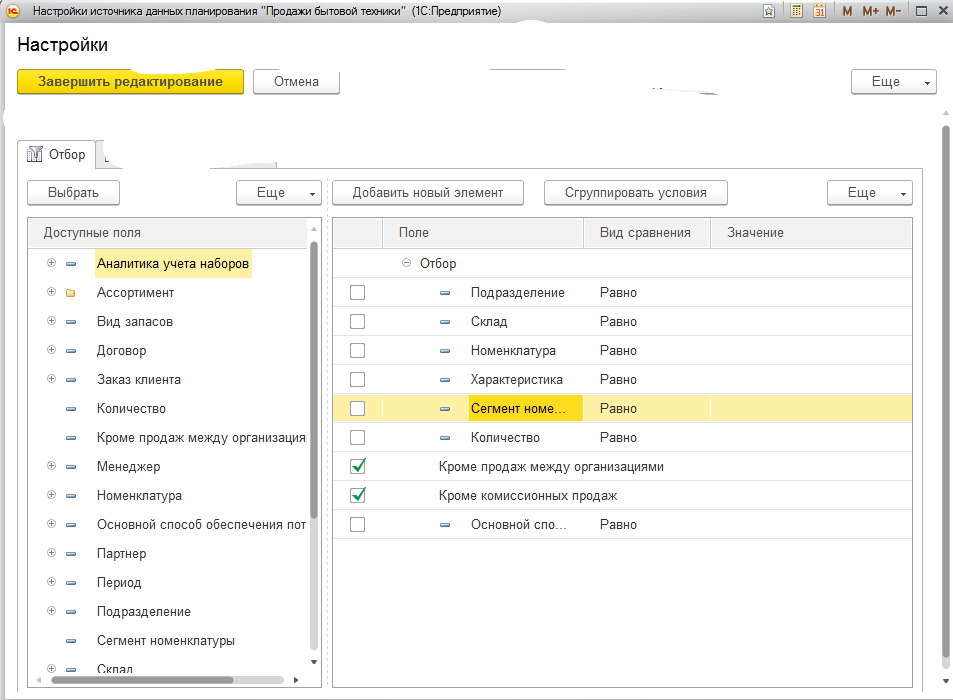 Настройки источника данных планирования "Продажи бытовой техники" (1С:Предприятие)
31 M M+ M-
Настройки
Завершить редактирование Отмена Еще
Отбор
Выбрать Еще Добавить новый элемент Сгруппировать условия Еще
Доступные поля Поле Вид сравнения Значение
Аналитика учета наборов Отбор
Ассортимент Подразделение Равно
Вид запасов Склад Равно
Договор Номенклатура Равно
Заказ клиента Характеристика Равно
Количество Сегмент номе... Равно
Кроме продаж между организация Количество Равно
Менеджер Кроме продаж между организациями
Номенклатура Кроме комиссионных продаж
Основной способ обеспечения пот Основной спо... Равно
Партнер
Период
Подразделение
Сегмент номенклатуры
Склад